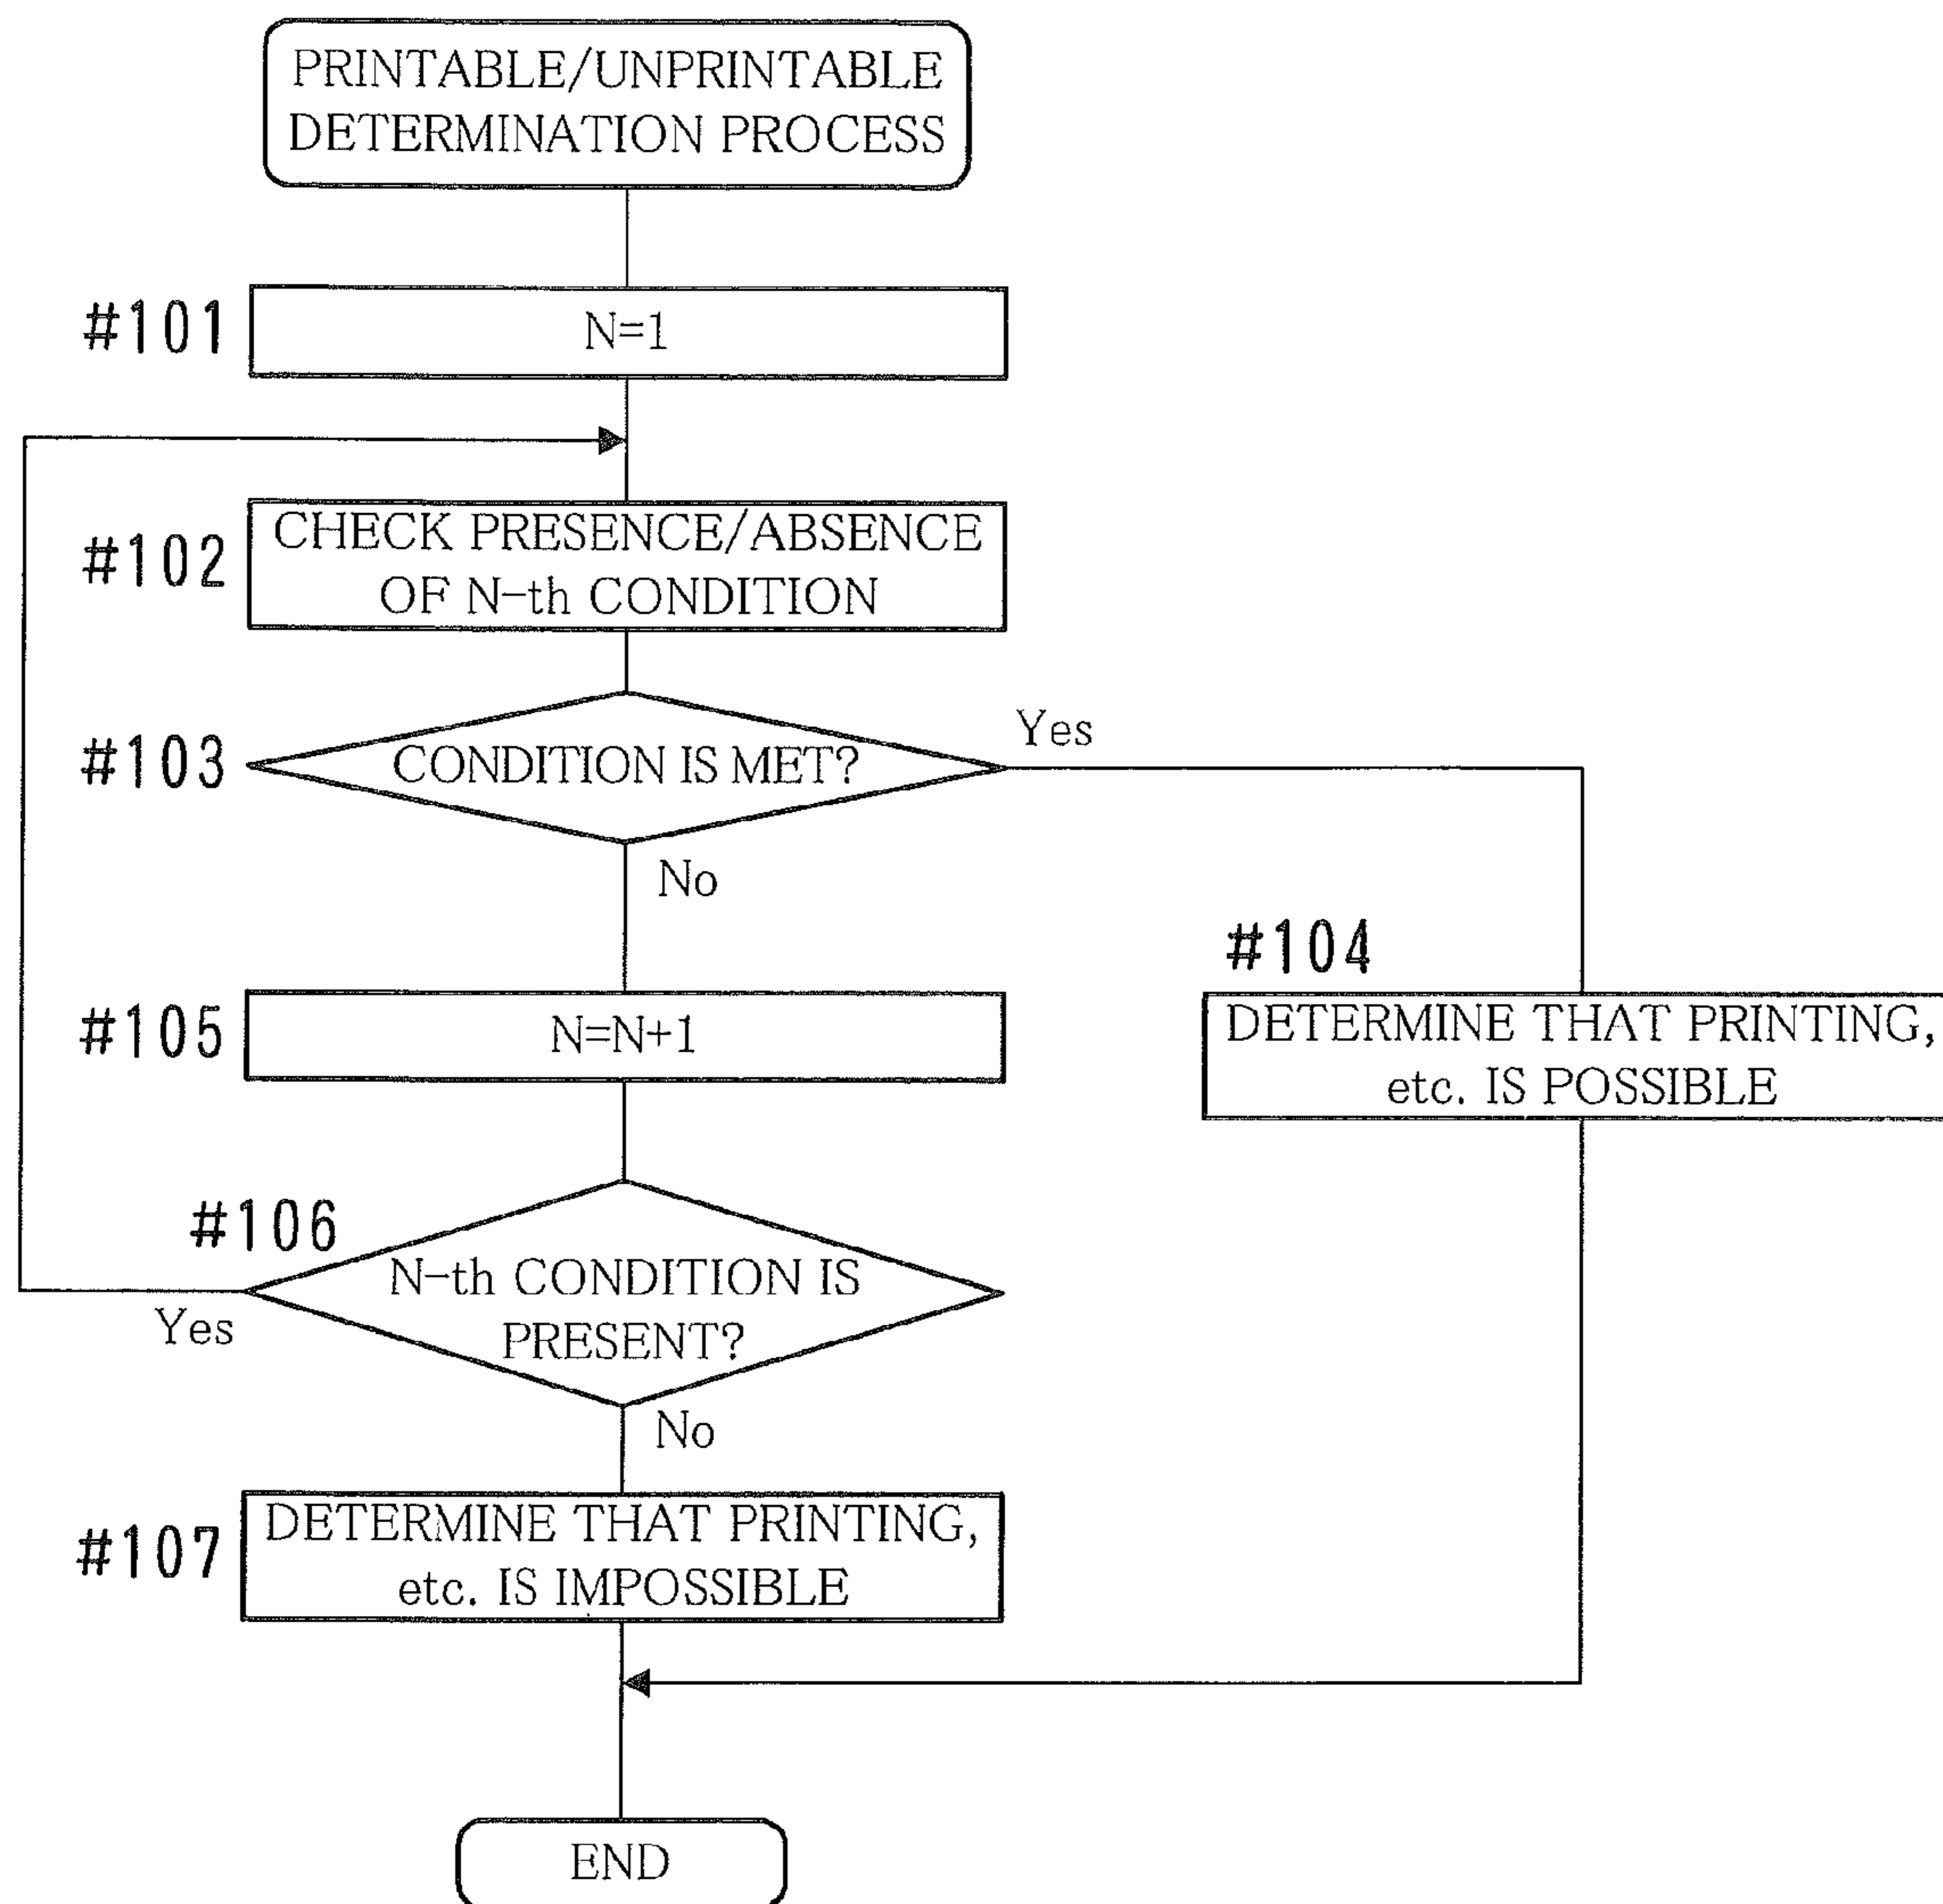 PRINTABLE/UNPRINTABLE
DETERMINATION PROCESS
#101
N=1
#102
CHECK PRESENCE/ABSENCE
OF N-th CONDITION
#103
CONDITION IS MET?
Yes
No
#104
DETERMINE THAT PRINTING,
etc. IS POSSIBLE
#105
N=N+1
#106
N-th CONDITION IS
PRESENT?
Yes
No
#107
DETERMINE THAT PRINTING,
etc. IS IMPOSSIBLE
END